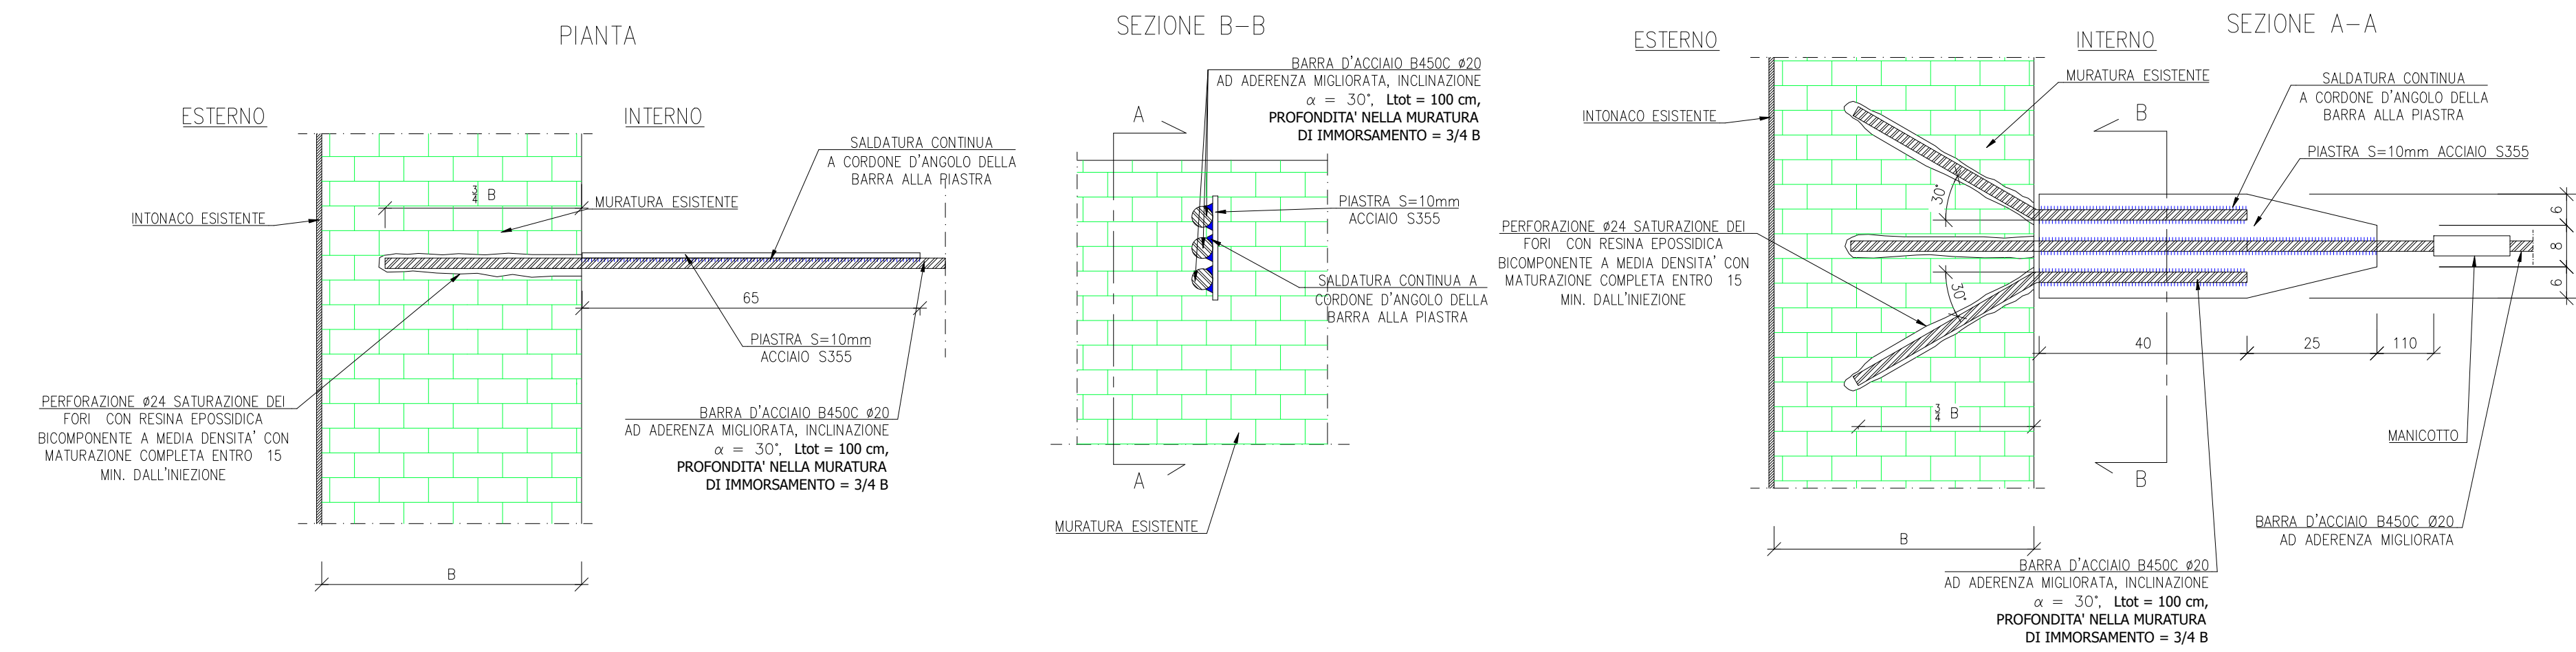 PIANTA
ESTERNO
INTERNO
SALDATURA CONTINUA
A CORDONE D'ANGOLO DELLA
BARRA ALLA PIASTRA
3/4 B
MURATURA ESISTENTE
INTONACO ESISTENTE
65
PIASTRA S=10mm
ACCIAIO S355
PERFORAZIONE ø24 SATURAZIONE DEI
FORI CON RESINA EPOSSIDICA
BICOMPONENTE A MEDIA DENSITA' CON
MATURAZIONE COMPLETA ENTRO 15
MIN. DALL'INIEZIONE
BARRA D'ACCIAIO B450C ø20
AD ADERENZA MIGLIORATA, INCLINAZIONE
α = 30°, Ltot = 100 cm,
PROFONDITA' NELLA MURATURA
DI IMMORSAMENTO = 3/4 B
B
SEZIONE B-B
BARRA D'ACCIAIO B450C ø20
AD ADERENZA MIGLIORATA, INCLINAZIONE
α = 30°, Ltot = 100 cm,
PROFONDITA' NELLA MURATURA
DI IMMORSAMENTO = 3/4 B
A
PIASTRA S=10mm
ACCIAIO S355
SALDATURA CONTINUA A
CORDONE D'ANGOLO DELLA
BARRA ALLA PIASTRA
A
MURATURA ESISTENTE
SEZIONE A-A
ESTERNO
INTERNO
MURATURA ESISTENTE
SALDATURA CONTINUA
A CORDONE D'ANGOLO DELLA
BARRA ALLA PIASTRA
INTONACO ESISTENTE
B
PIASTRA S=10mm ACCIAIO S355
30°
6
PERFORAZIONE ø24 SATURAZIONE DEI
FORI CON RESINA EPOSSIDICA
BICOMPONENTE A MEDIA DENSITA' CON
MATURAZIONE COMPLETA ENTRO 15
MIN. DALL'INIEZIONE
8
30°
6
40
25
110
3/4 B
MANICOTTO
B
BARRA D'ACCIAIO B450C Ø20
AD ADERENZA MIGLIORATA
B
BARRA D'ACCIAIO B450C ø20
AD ADERENZA MIGLIORATA, INCLINAZIONE
α = 30°, Ltot = 100 cm,
PROFONDITA' NELLA MURATURA
DI IMMORSAMENTO = 3/4 B